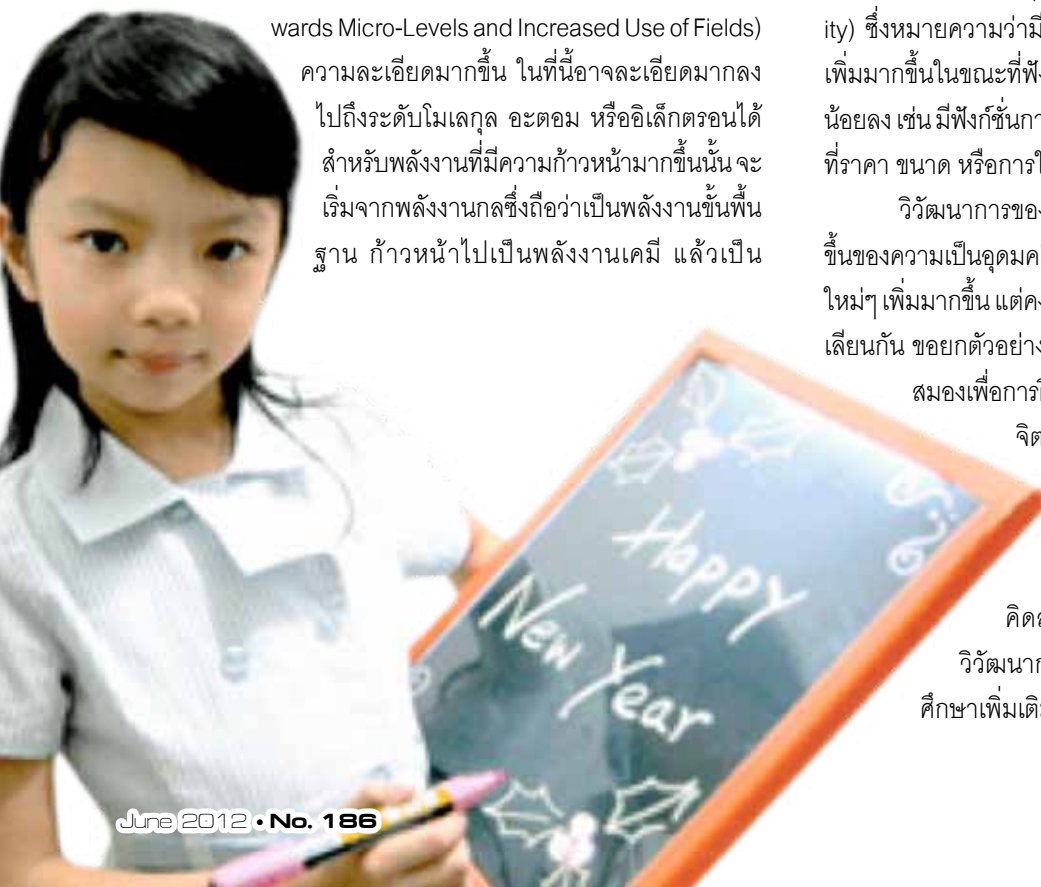 wards Micro-Levels and Increased Use of Fields)
ความละเอียดมากขึ้น ในที่นี้อาจละเอียดมากลง
ไปถึงระดับโมเลกุล อะตอม หรืออิเล็กตรอนได้
สำหรับพลังงานที่มีความก้าวหน้ามากขึ้นนั้น จะ
เริ่มจากพลังงานกลซึ่งถือว่าเป็นพลังงานขั้นพื้น
ฐาน ก้าวหน้าไปเป็นพลังงานเคมี แล้วเป็น
ity) ซึ่งหมายความว่ามี
เพิ่มมากขึ้นในขณะที่ฟัง
น้อยลง เช่น มีฟังก์ชั่นกา
ที่ราคา ขนาด หรือการใ
วิวัฒนาการของ
ขึ้นของความเป็นอุดมค
ใหม่ๆ เพิ่มมากขึ้น แต่ค
เลียนกัน ขอยกตัวอย่าง
สมองเพื่อการ
จิต
คิด
วิวัฒนาก
ศึกษาเพิ่มเติ
Happy
New Year
June 2012 • No. 186